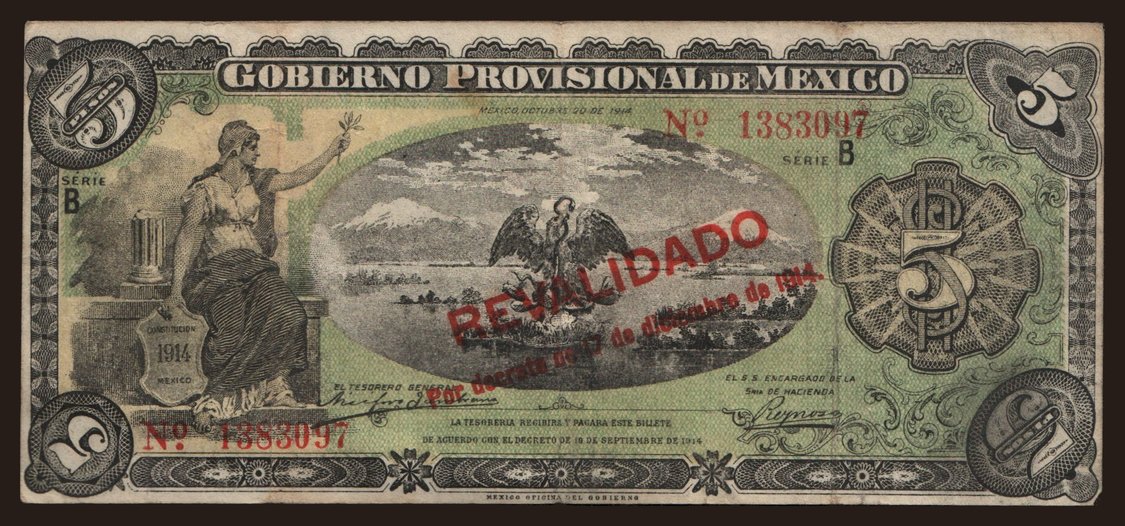 GOBIERNO PROVISIONAL DE MEXICO
5
5
MEXICO, OCTUBRE 20 DE 1914
Nº 1383097
SERIE B
SERIE
B
5
REVALIDADO
Por decreto de 17 de diciembre de 1914.
CONSTITUCION
1914
MEXICO
EL TESORERO GENERAL
EL S. S. ENCARGADO DE LA
SRIA DE HACIENDA
Reynoso
LA TESORERIA RECIBIRA Y PAGARA ESTE BILLETE
DE ACUERDO CON EL DECRETO DE 19 DE SEPTIEMBRE DE 1914
Nº 1383097
5
5
MEXICO OFICINA DEL GOBIERNO